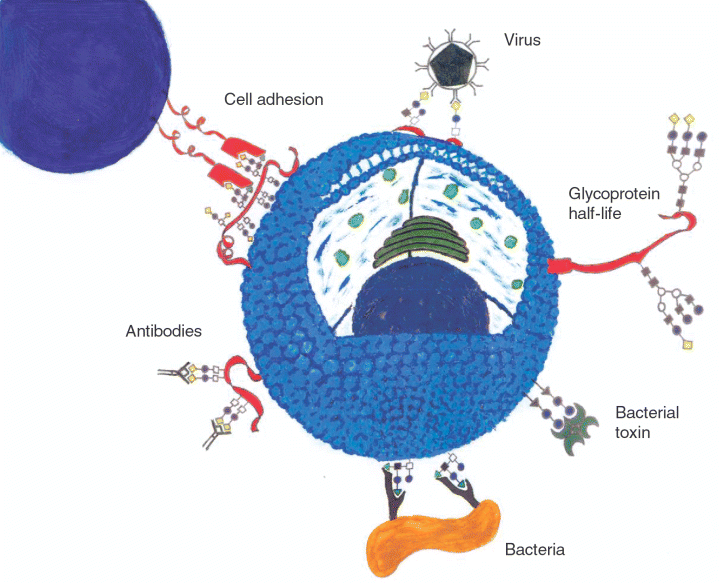 Virus
Cell adhesion
Glycoprotein
half-life
Antibodies
Bacterial
toxin
Bacteria